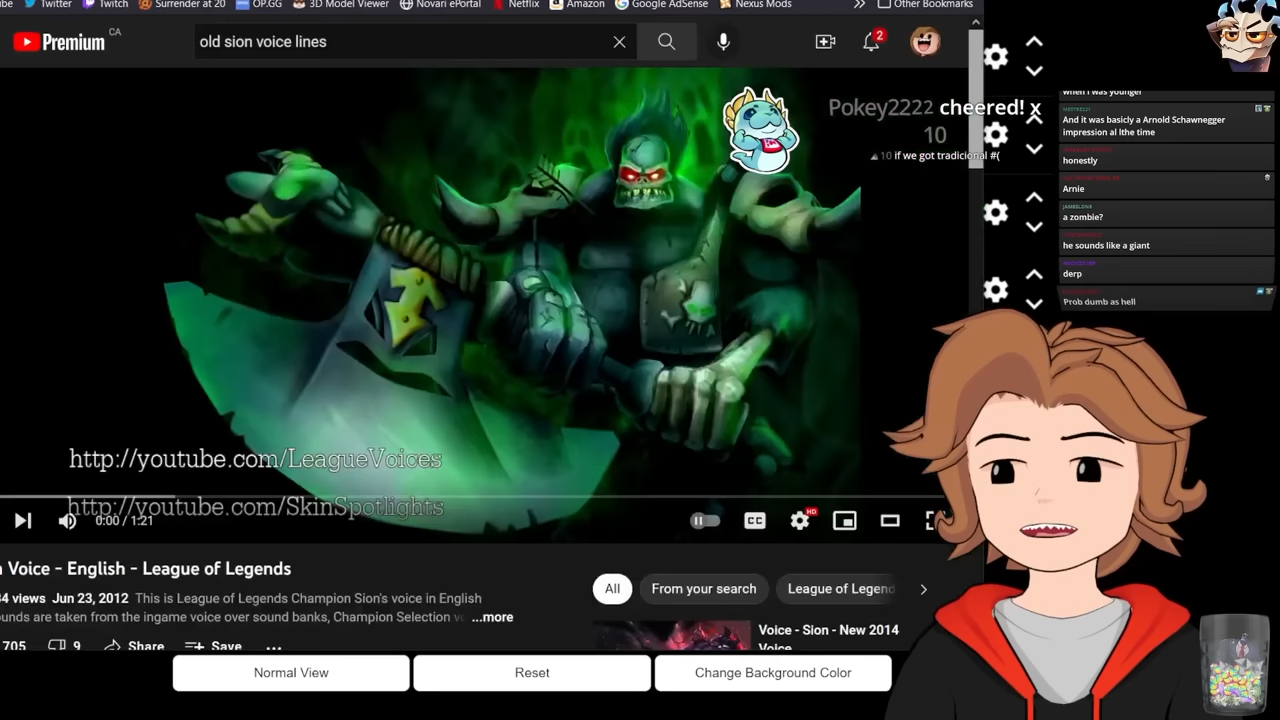 be Twitter Twitch Surrender at 20 OP.GG 3D Model Viewer Novari ePortal Netflix Amazon Google AdSense Nexus Mods Other Bookmarks
Premium CA
old sion voice lines
2
Pokey2222 cheered! x
10
10 if we got tradicional #(
when I was younger
And it was basicly a Arnold Schawnegger
impression al lthe time
honestly
Arnie
a zombie?
he sounds like a giant
derp
Prob dumb as hell
http://youtube.com/LeagueVoices
http://youtube.com/SkinSpotlights
0:00 / 1:21
CC
HD
n Voice - English - League of Legends
34 views Jun 23, 2012 This is League of Legends Champion Sion's voice in English
ounds are taken from the ingame voice over sound banks, Champion Selection vo ...more
705 9 Share Save ...
All
From your search
League of Legen
Voice - Sion - New 2014
Voice
Normal View
Reset
Change Background Color